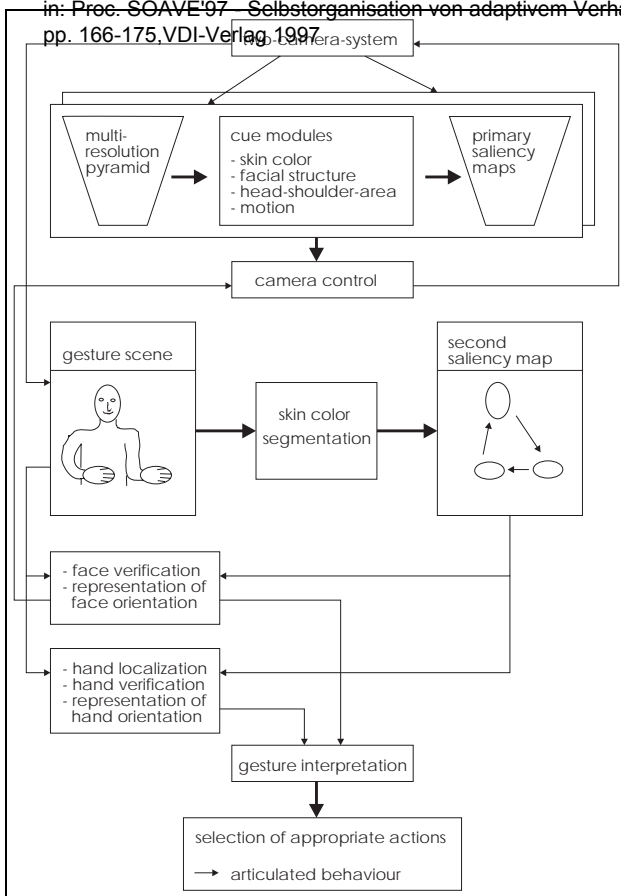 in: Proc. SOAVE'97 - Selbstorganisation von adaptivem Verha
pp. 166-175,VDI-Verlag 1997
two-camera-system
multi-
resolution
pyramid
cue modules
- skin color
- facial structure
- head-shoulder-area
- motion
primary
saliency
maps
camera control
gesture scene
skin color
segmentation
second
saliency map
- face verification
- representation of
face orientation
- hand localization
- hand verification
- representation of
hand orientation
gesture interpretation
selection of appropriate actions
articulated behaviour